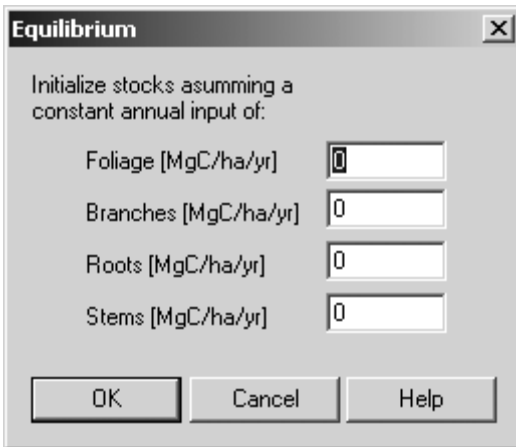 Equilibrium
Initialize stocks asumming a
constant annual input of:
Foliage [MgC/ha/yr] 0
Branches [MgC/ha/yr] 0
Roots [MgC/ha/yr] 0
Stems [MgC/ha/yr] 0
OK Cancel Help